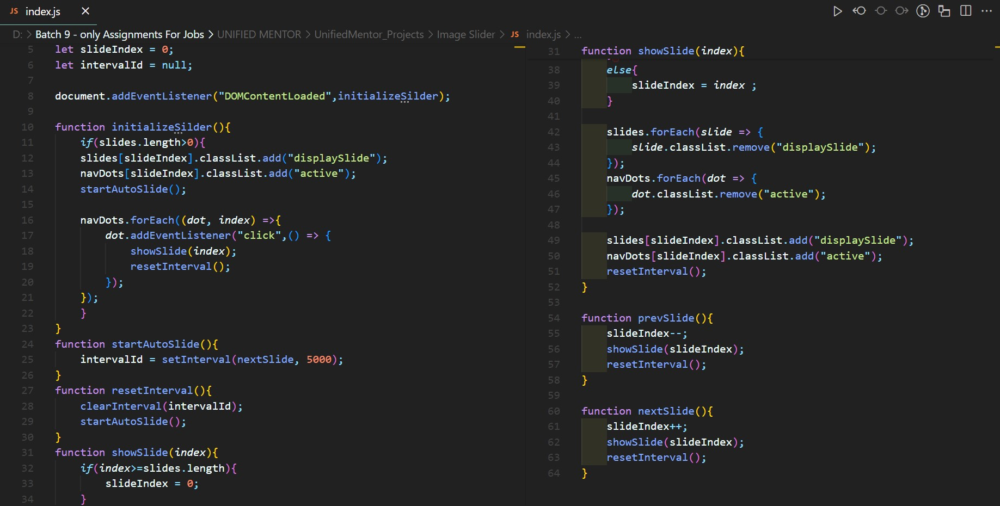 JS index.js
D: > Batch 9 - only Assignments For Jobs > UNIFIED MENTOR > UnifiedMentor_Projects > Image Slider > JS index.js > ...
5 let slideIndex = 0;
6 let intervalId = null;
7
8 document.addEventListener("DOMContentLoaded",initializeSilder);
9
10 function initializeSilder(){
11 if(slides.length>0){
12 slides[slideIndex].classList.add("displaySlide");
13 navDots[slideIndex].classList.add("active");
14 startAutoSlide();
15
16 navDots.forEach((dot, index) =>{
17 dot.addEventListener("click",() => {
18 showSlide(index);
19 resetInterval();
20 });
21 });
22 }
23 }
24 function startAutoSlide(){
25 intervalId = setInterval(nextSlide, 5000);
26 }
27 function resetInterval(){
28 clearInterval(intervalId);
29 startAutoSlide();
30 }
31 function showSlide(index){
32 if(index>=slides.length){
33 slideIndex = 0;
34 }
31 function showSlide(index){
38 else{
39 slideIndex = index ;
40 }
41
42 slides.forEach(slide => {
43 slide.classList.remove("displaySlide");
44 });
45 navDots.forEach(dot => {
46 dot.classList.remove("active");
47 });
48
49 slides[slideIndex].classList.add("displaySlide");
50 navDots[slideIndex].classList.add("active");
51 resetInterval();
52 }
53
54 function prevSlide(){
55 slideIndex--;
56 showSlide(slideIndex);
57 resetInterval();
58 }
59
60 function nextSlide(){
61 slideIndex++;
62 showSlide(slideIndex);
63 resetInterval();
64 }